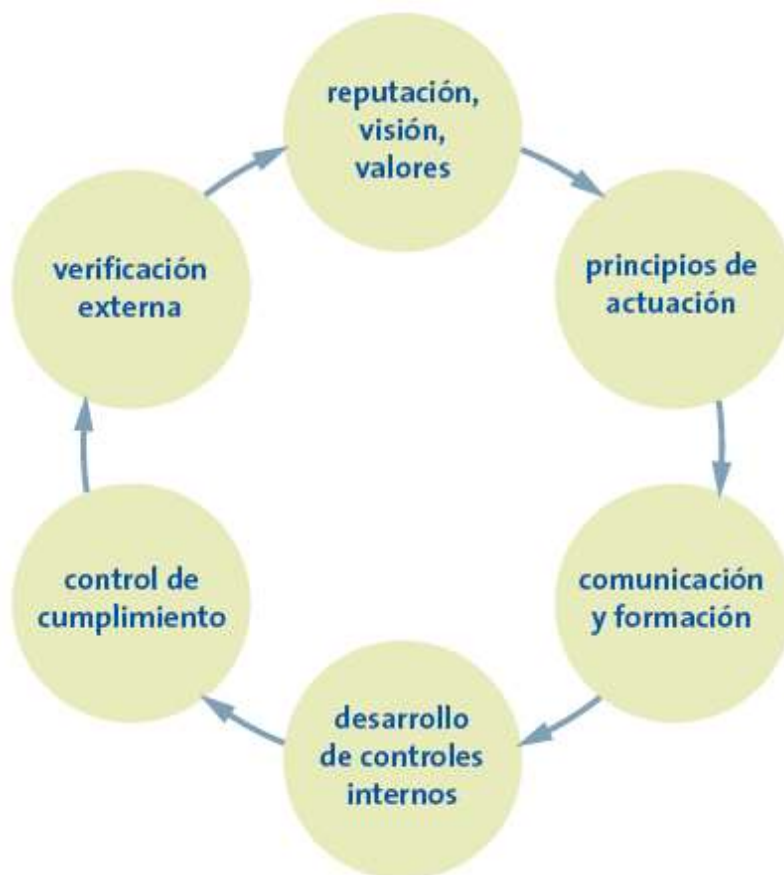 reputación,
visión,
valores
principios de
actuación
comunicación
y formación
desarrollo
de controles
internos
control de
cumplimiento
verificación
externa